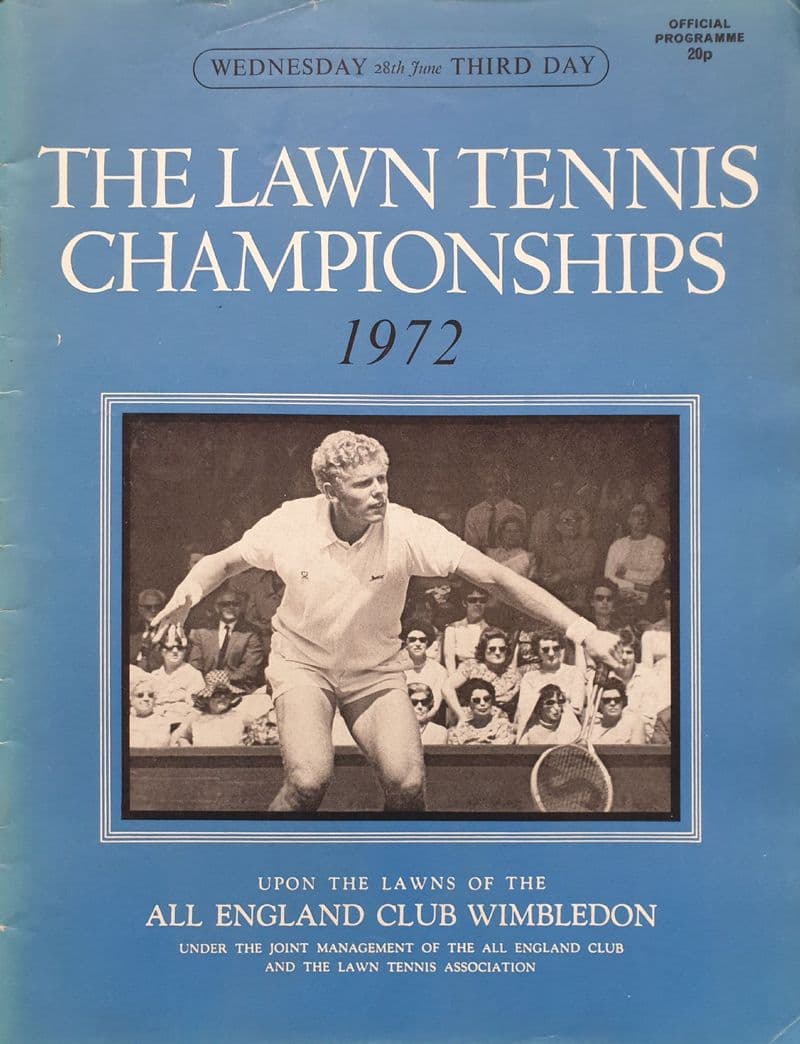 OFFICIAL
PROGRAMME
20p
WEDNESDAY 28th June THIRD DAY
THE LAWN TENNIS
CHAMPIONSHIPS
1972
UPON THE LAWNS OF THE
ALL ENGLAND CLUB WIMBLEDON
UNDER THE JOINT MANAGEMENT OF THE ALL ENGLAND CLUB
AND THE LAWN TENNIS ASSOCIATION